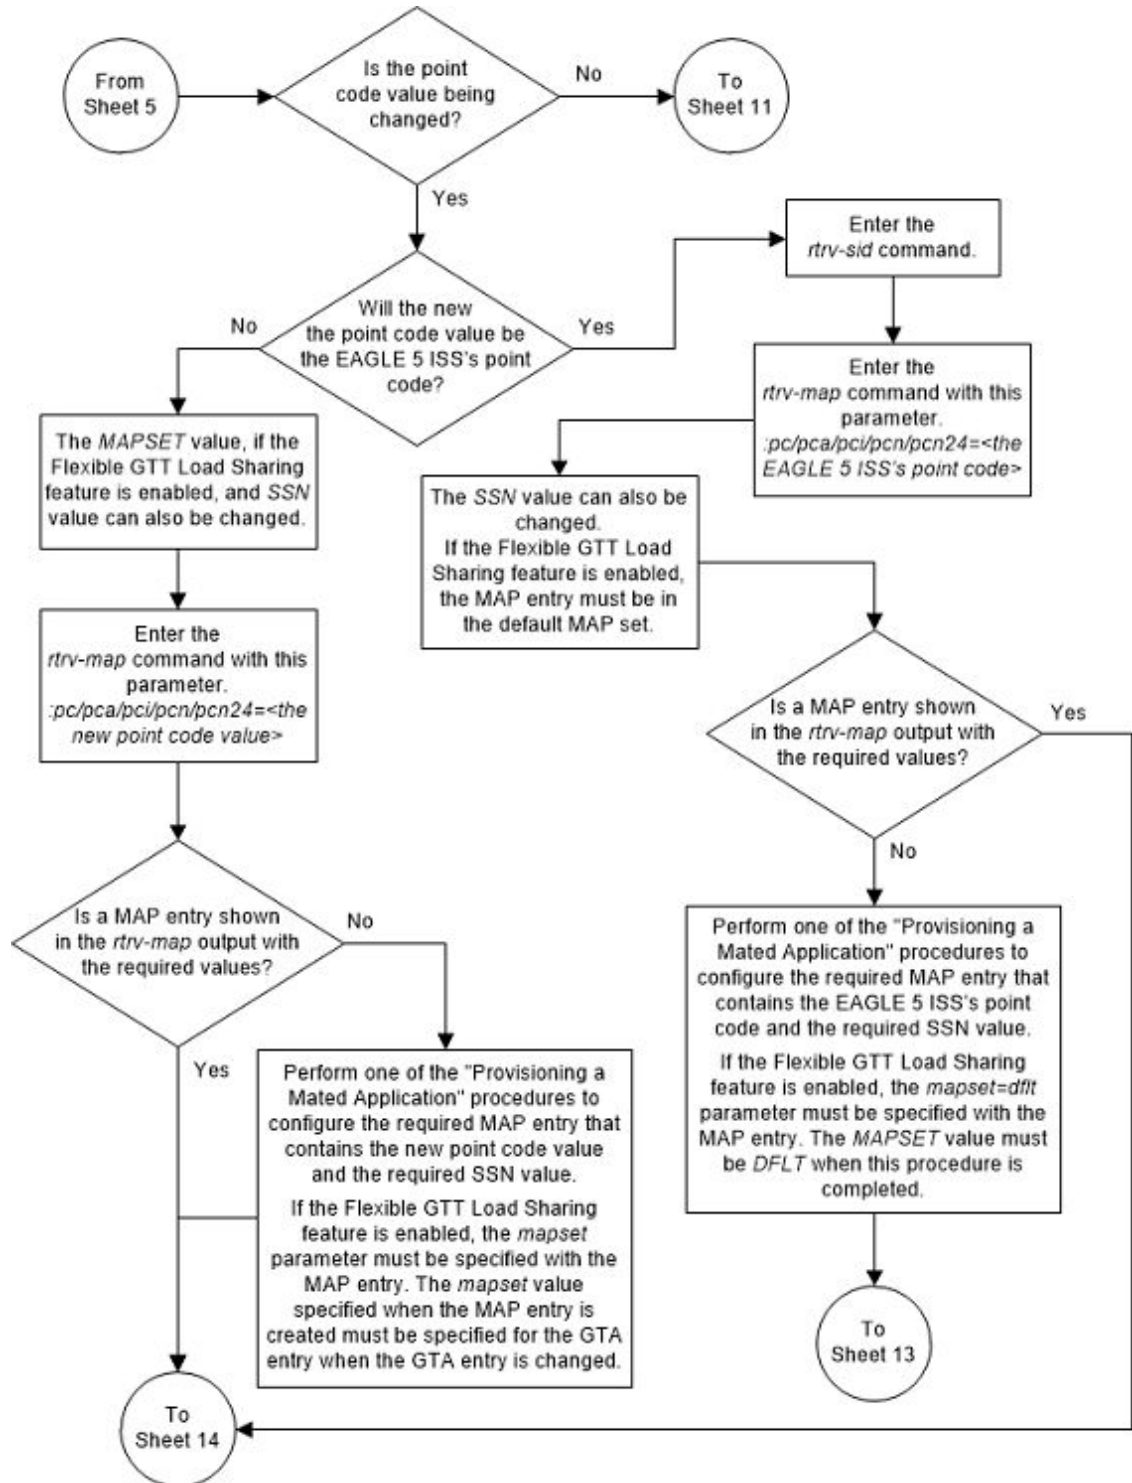 From
Sheet 5
Is the point
code value being
changed?
No
To
Sheet 11
Yes
Enter the
rtrv-sid command.
Will the new
the point code value be
the EAGLE 5 ISS's point
code?
No
Yes
Enter the
rtrv-map command with this
parameter.
:pc/pca/pci/pcn/pcn24=<the
EAGLE 5 ISS's point code>
The MAPSET value, if the
Flexible GTT Load Sharing
feature is enabled, and SSN
value can also be changed.
The SSN value can also be
changed.
If the Flexible GTT Load
Sharing feature is enabled,
the MAP entry must be in
the default MAP set.
Enter the
rtrv-map command with this
parameter.
:pc/pca/pci/pcn/pcn24=<the
new point code value>
Is a MAP entry shown
in the rtrv-map output with
the required values?
Yes
No
Is a MAP entry shown
in the rtrv-map output with
the required values?
No
Yes
Perform one of the "Provisioning a
Mated Application" procedures to
configure the required MAP entry that
contains the EAGLE 5 ISS's point
code and the required SSN value.
If the Flexible GTT Load Sharing
feature is enabled, the mapset=dflt
parameter must be specified with the
MAP entry. The MAPSET value must
be DFLT when this procedure is
completed.
Perform one of the "Provisioning a
Mated Application" procedures to
configure the required MAP entry that
contains the new point code value
and the required SSN value.
If the Flexible GTT Load Sharing
feature is enabled, the mapset
parameter must be specified with the
MAP entry. The mapset value
specified when the MAP entry is
created must be specified for the GTA
entry when the GTA entry is changed.
To
Sheet 13
To
Sheet 14